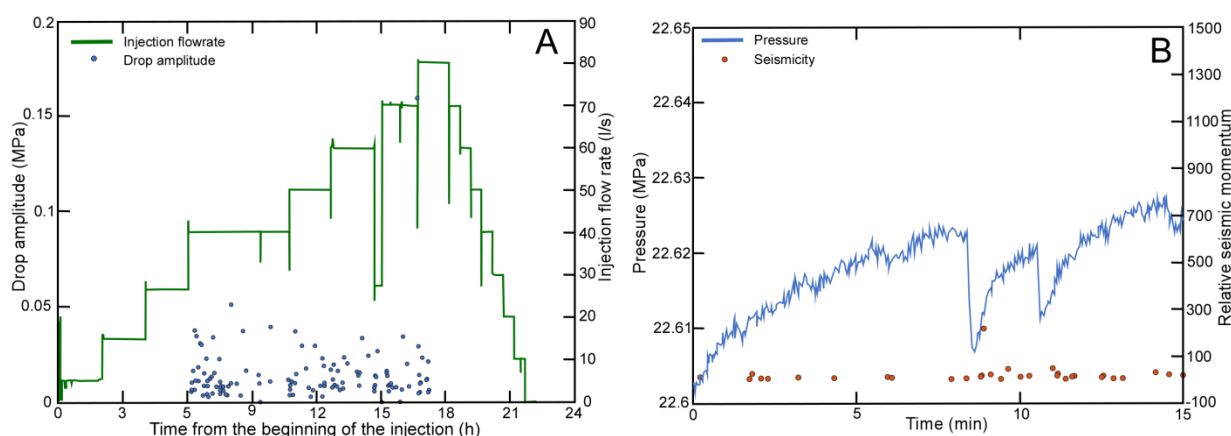 0.2
0.15
0.1
0.05
0
Drop amplitude (MPa)
Injection flowrate
Drop amplitude
A
90
80
70
60
50
40
30
20
10
0
Injection flow rate (l/s)
0 3 6 9 12 15 18 21 24
Time from the beginning of the injection (h)
22.65
22.64
22.63
22.62
22.61
22.6
Pressure (MPa)
Pressure
Seismicity
B
1500
1300
1100
900
700
500
300
100
-100
Relative seismic momentum
0 5 10 15
Time (min)